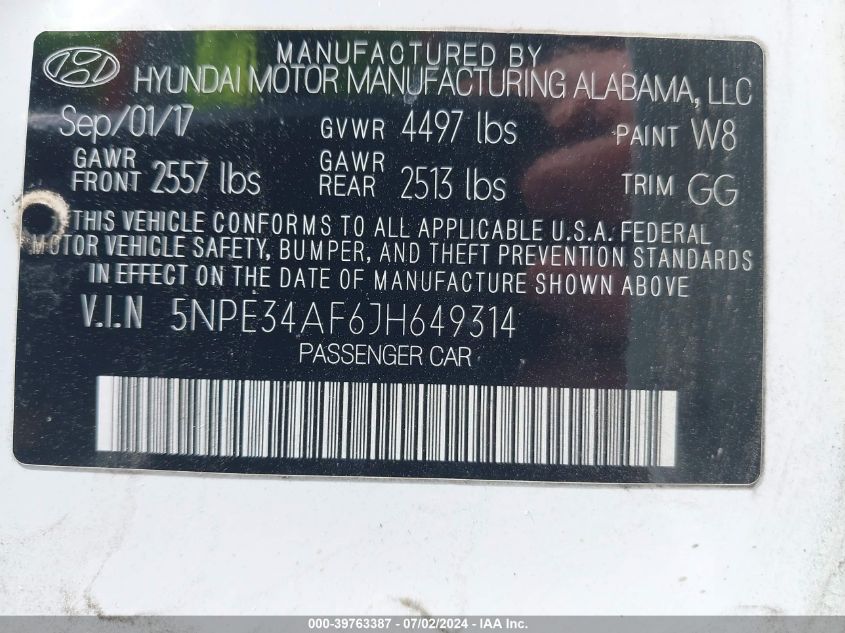 MANUFACTURED BY
HYUNDAI MOTOR MANUFACTURING ALABAMA, LLC
Sep/01/17 GVWR 4497 lbs PAINT W8
GAWR FRONT 2557 lbs GAWR REAR 2513 lbs TRIM GG
THIS VEHICLE CONFORMS TO ALL APPLICABLE U.S.A. FEDERAL
MOTOR VEHICLE SAFETY, BUMPER, AND THEFT PREVENTION STANDARDS
IN EFFECT ON THE DATE OF MANUFACTURE SHOWN ABOVE
V.I.N 5NPE34AF6JH649314
PASSENGER CAR
000-39763387 - 07/02/2024 - IAA Inc.